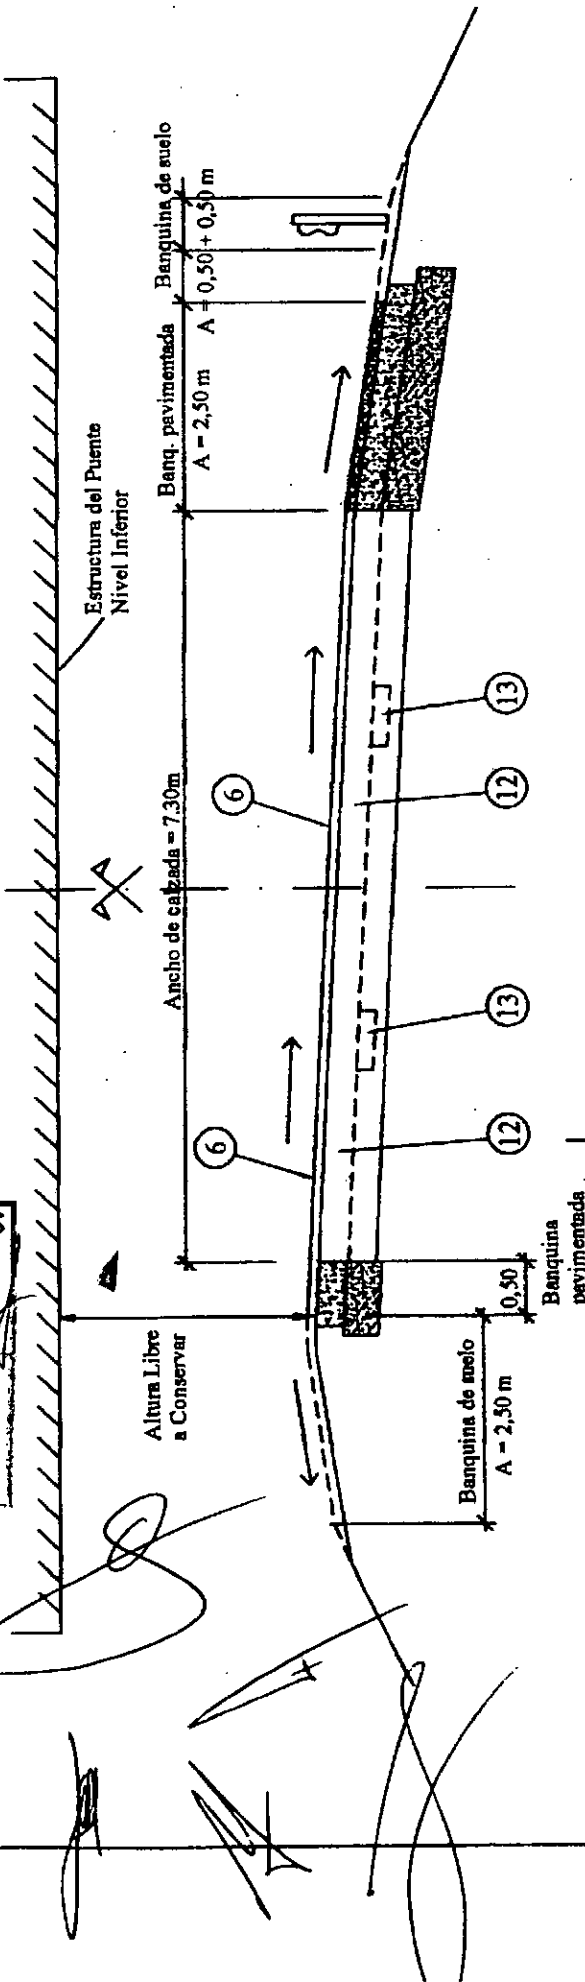 Estructura del Puente
Nivel Inferior
Altura Libre
a Conservar
Ancho de calzada = 7.30m
Banq. pavimentada
A = 2,50 m
Banquina de suelo
A = 0,50 + 0,50 m
6
6
12
13
12
13
Banquina de suelo
A = 2,50 m
0,50
Banquina
pavimentada